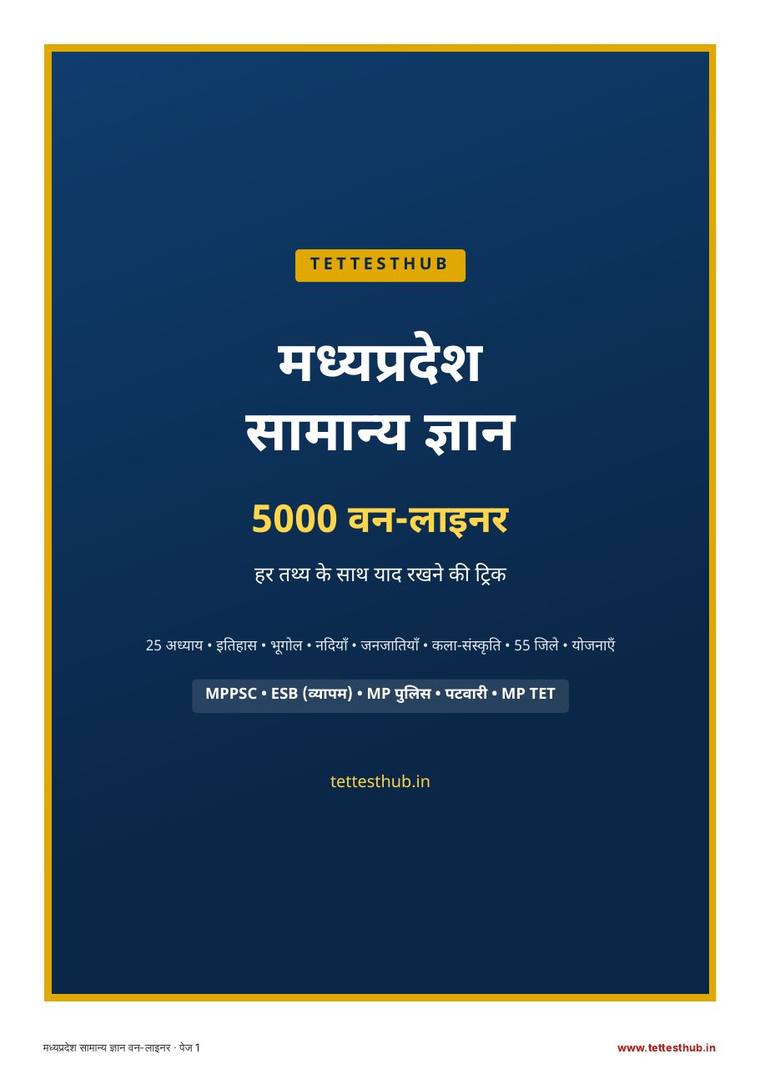 TETTESTHUB
मध्यप्रदेश
सामान्य ज्ञान
5000 वन-लाइनर
हर तथ्य के साथ याद रखने की ट्रिक
25 अध्याय • इतिहास • भूगोल • नदियाँ • जनजातियाँ • कला-संस्कृति • 55 जिले • योजनाएँ
MPPSC • ESB (व्यापम) • MP पुलिस • पटवारी • MP TET
tettesthub.in
मध्यप्रदेश सामान्य ज्ञान वन-लाइनर · पेज 1
www.tettesthub.in